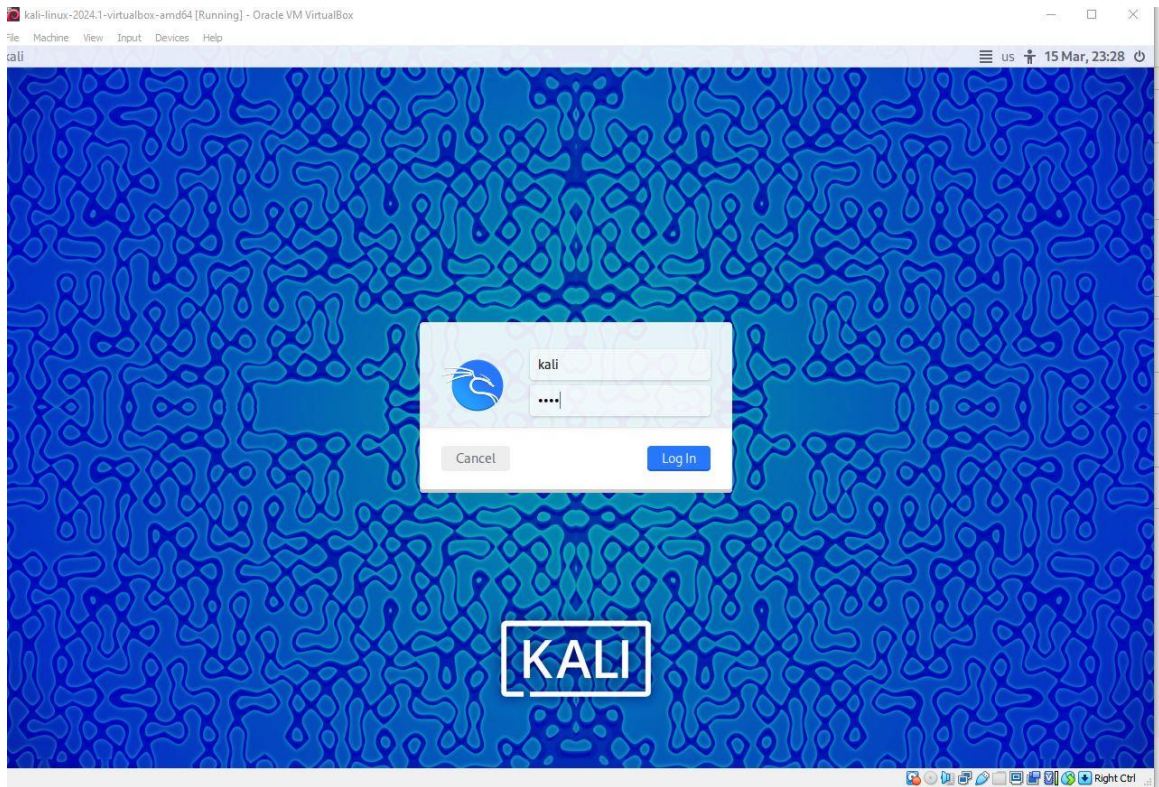 kali-linux-2024.1-virtualbox-amd64 [Running] - Oracle VM VirtualBox
File Machine View Input Devices Help
kali us 15 Mar, 23:28
kali
••••
Cancel Log In
KALI
Right Ctrl